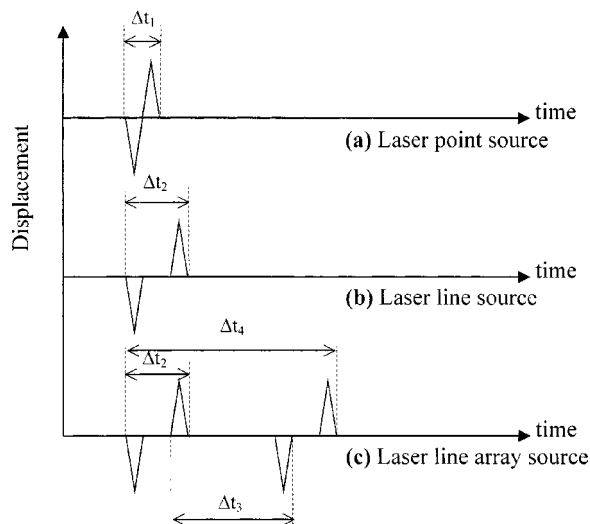 Δt₁
time
(a) Laser point source
Displacement
Δt₂
time
(b) Laser line source
Δt₄
Δt₂
time
(c) Laser line array source
Δt₃